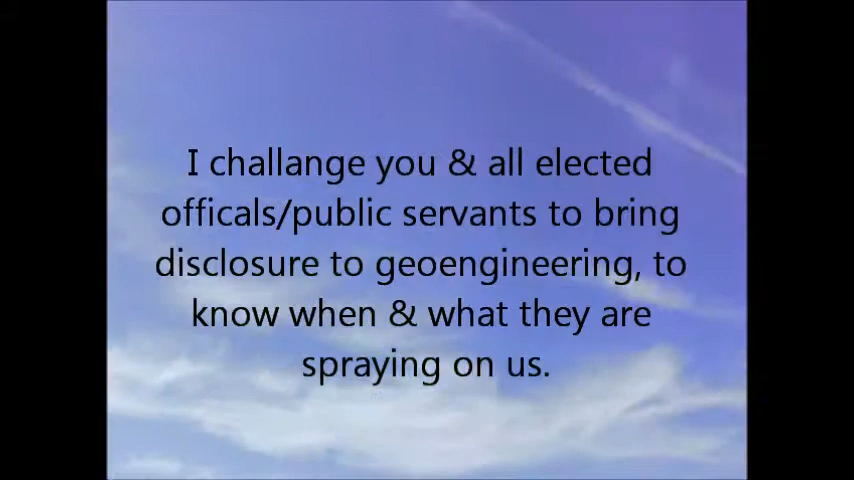 I challange you & all elected
officals/public servants to bring
disclosure to geoengineering, to
know when & what they are
spraying on us.